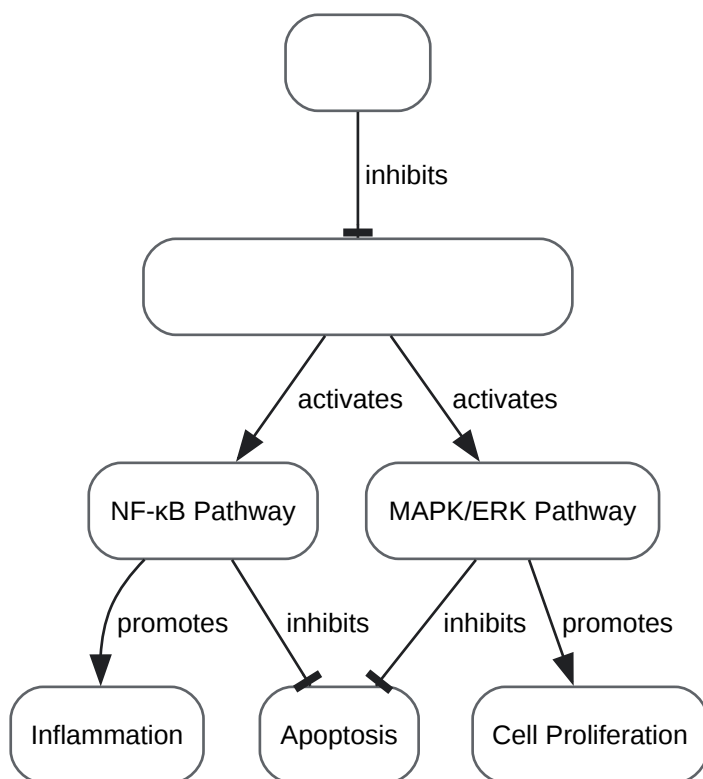 inhibits
activates
activates
NF-κB Pathway
MAPK/ERK Pathway
promotes
inhibits
inhibits
promotes
Inflammation
Apoptosis
Cell Proliferation